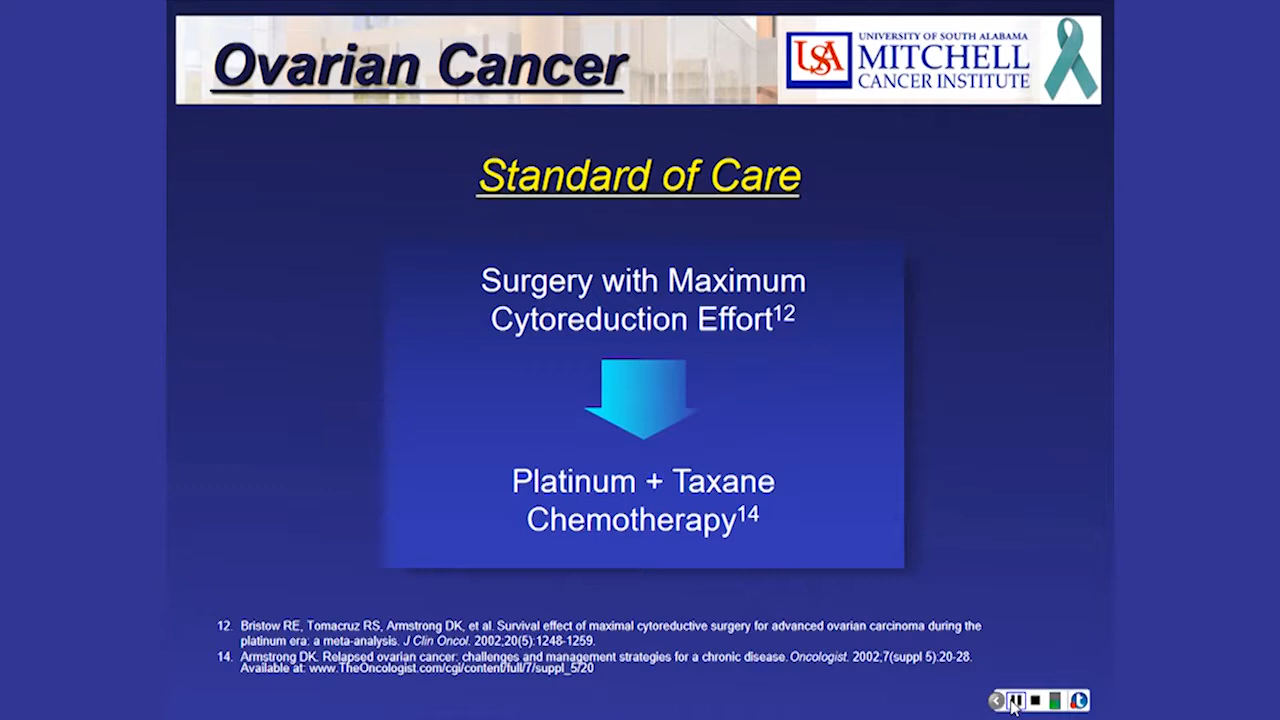 Ovarian Cancer
USA
UNIVERSITY OF SOUTH ALABAMA
MITCHELL
CANCER INSTITUTE
Standard of Care
Surgery with Maximum
Cytoreduction Effort12
Platinum + Taxane
Chemotherapy14
12. Bristow RE, Tomacruz RS, Armstrong DK, et al. Survival effect of maximal cytoreductive surgery for advanced ovarian carcinoma during the
platinum era: a meta-analysis. J Clin Oncol. 2002;20(5):1248-1259.
14. Armstrong DK. Relapsed ovarian cancer: challenges and management strategies for a chronic disease. Oncologist. 2002;7(suppl 5):20-28.
Available at: www.TheOncologist.com/cgi/content/full/7/suppl_5/20